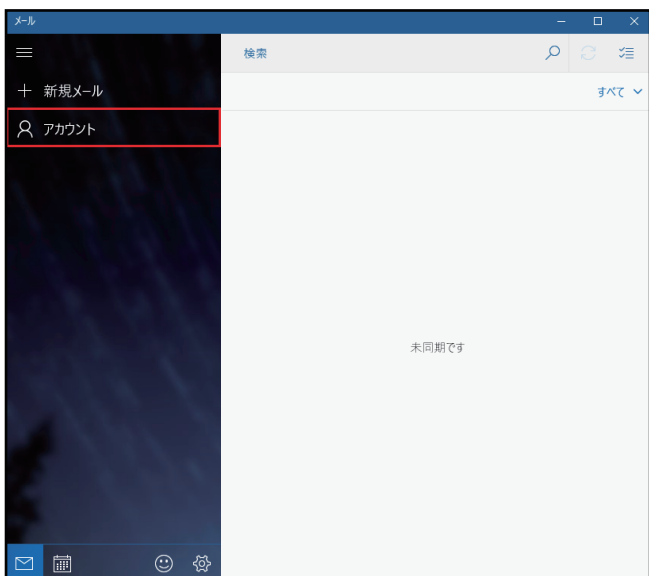 メール
検索
新規メール
すべて
アカウント
未同期です